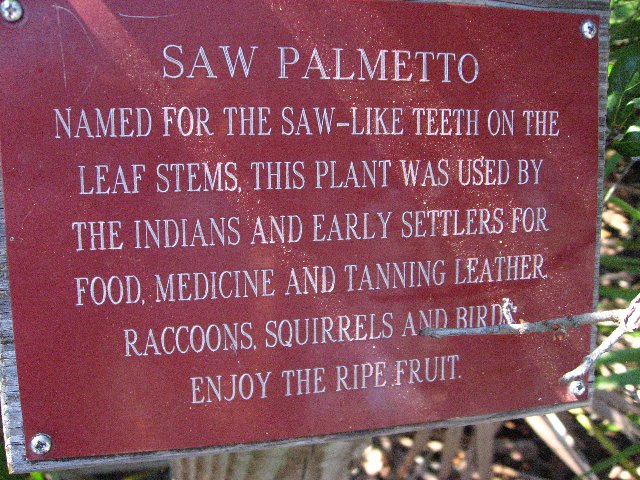 SAW PALMETTO
NAMED FOR THE SAW-LIKE TEETH ON THE
LEAF STEMS, THIS PLANT WAS USED BY
THE INDIANS AND EARLY SETTLERS FOR
FOOD, MEDICINE AND TANNING LEATHER.
RACCOONS, SQUIRRELS AND BIRDS
ENJOY THE RIPE FRUIT.